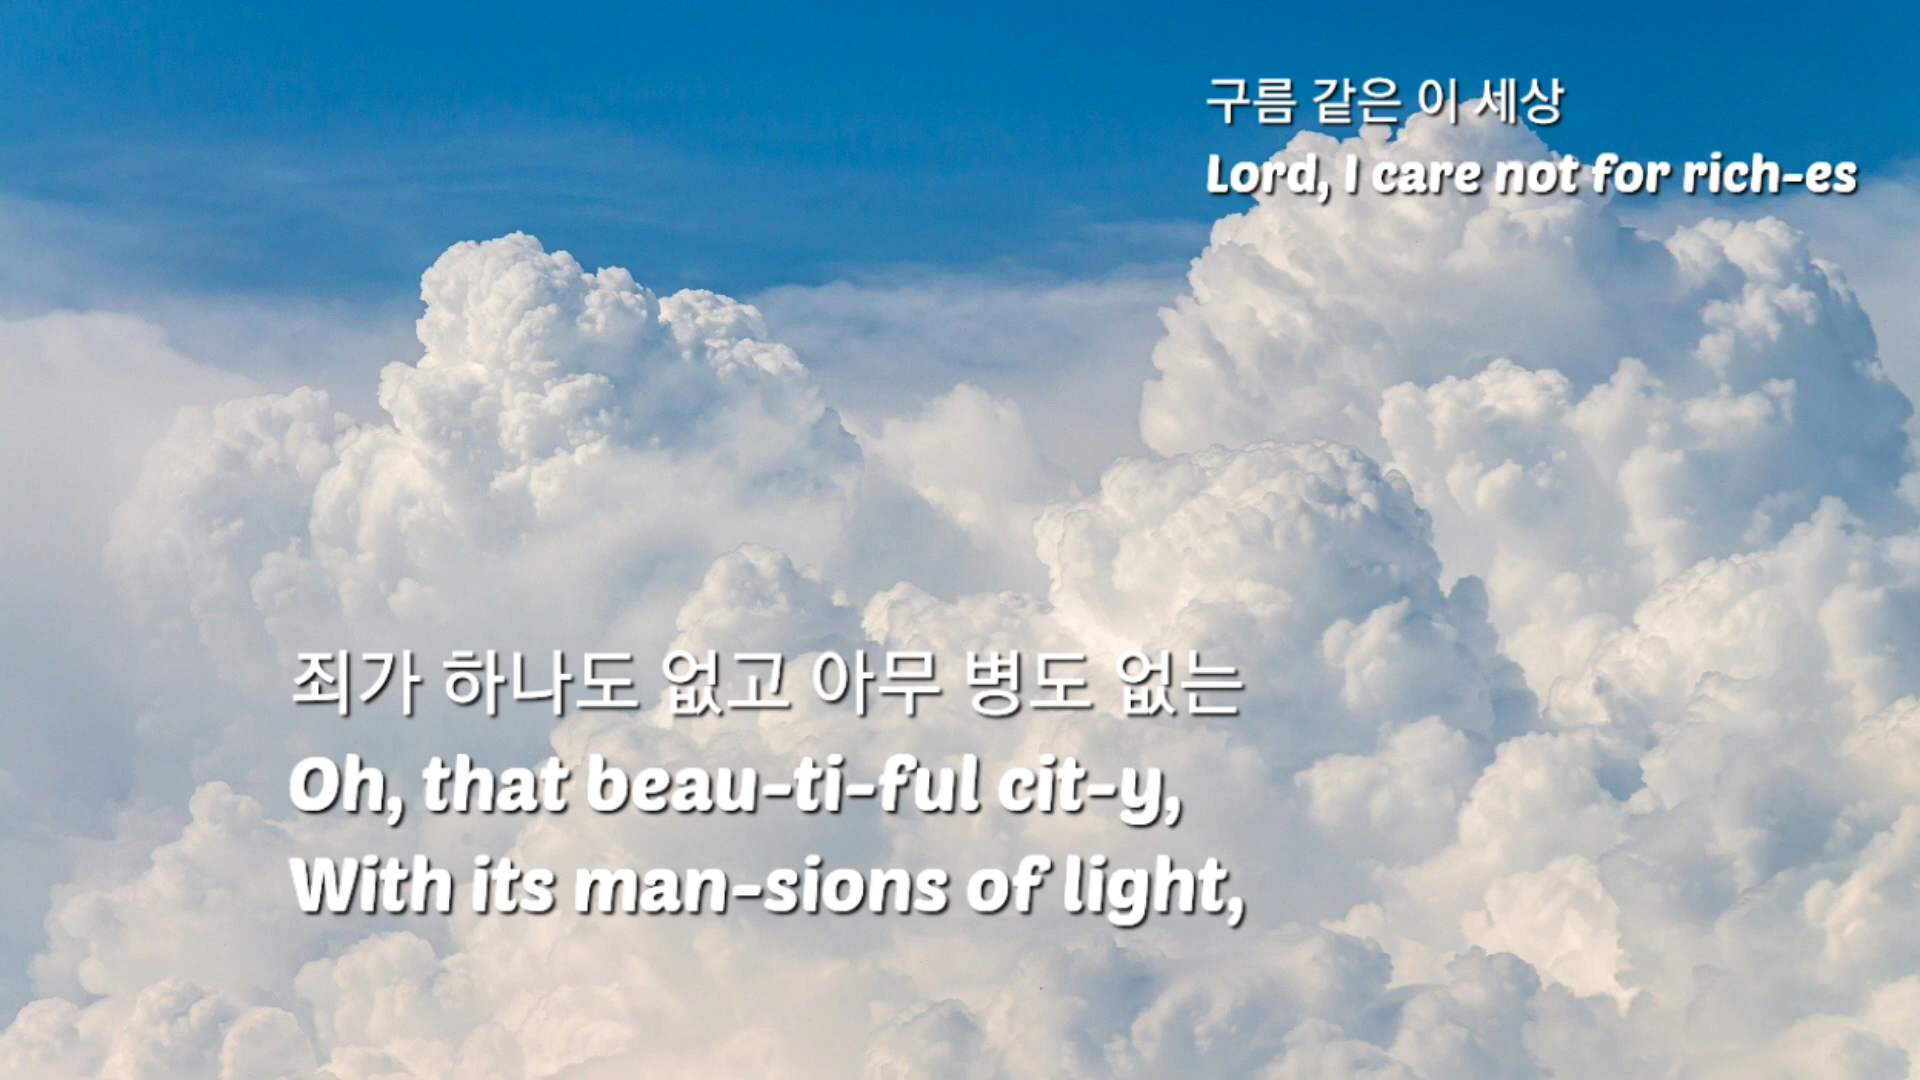 구름 같은 이 세상
Lord, I care not for rich-es
죄가 하나도 없고 아무 병도 없는
Oh, that beau-ti-ful cit-y,
With its man-sions of light,